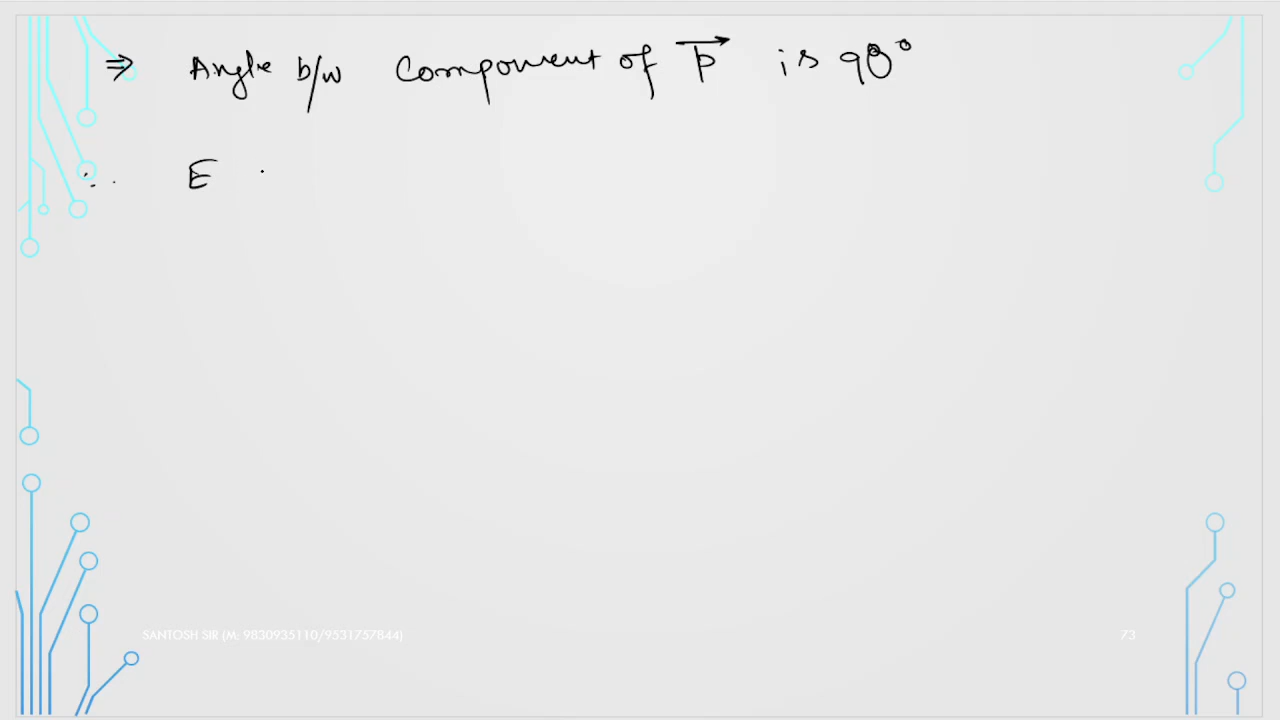 ⇒ Angle b/w Component of p⃗ is 90°
∴ E
SANTOSH SIR (M: 9830935110/9531757844)
73